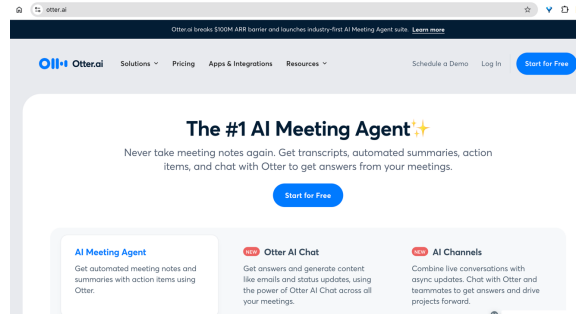 otter.ai
Otter.ai breaks $100M ARR barrier and launches industry-first AI Meeting Agent suite. Learn more
Otter.ai Solutions Pricing Apps & Integrations Resources Schedule a Demo Log In Start for Free
The #1 AI Meeting Agent✨
Never take meeting notes again. Get transcripts, automated summaries, action
items, and chat with Otter to get answers from your meetings.
Start for Free
AI Meeting Agent
Get automated meeting notes and
summaries with action items using
Otter.
NEW Otter AI Chat
Get answers and generate content
like emails and status updates, using
the power of Otter AI Chat across all
your meetings.
NEW AI Channels
Combine live conversations with
async updates. Chat with Otter and
teammates to get answers and drive
projects forward.